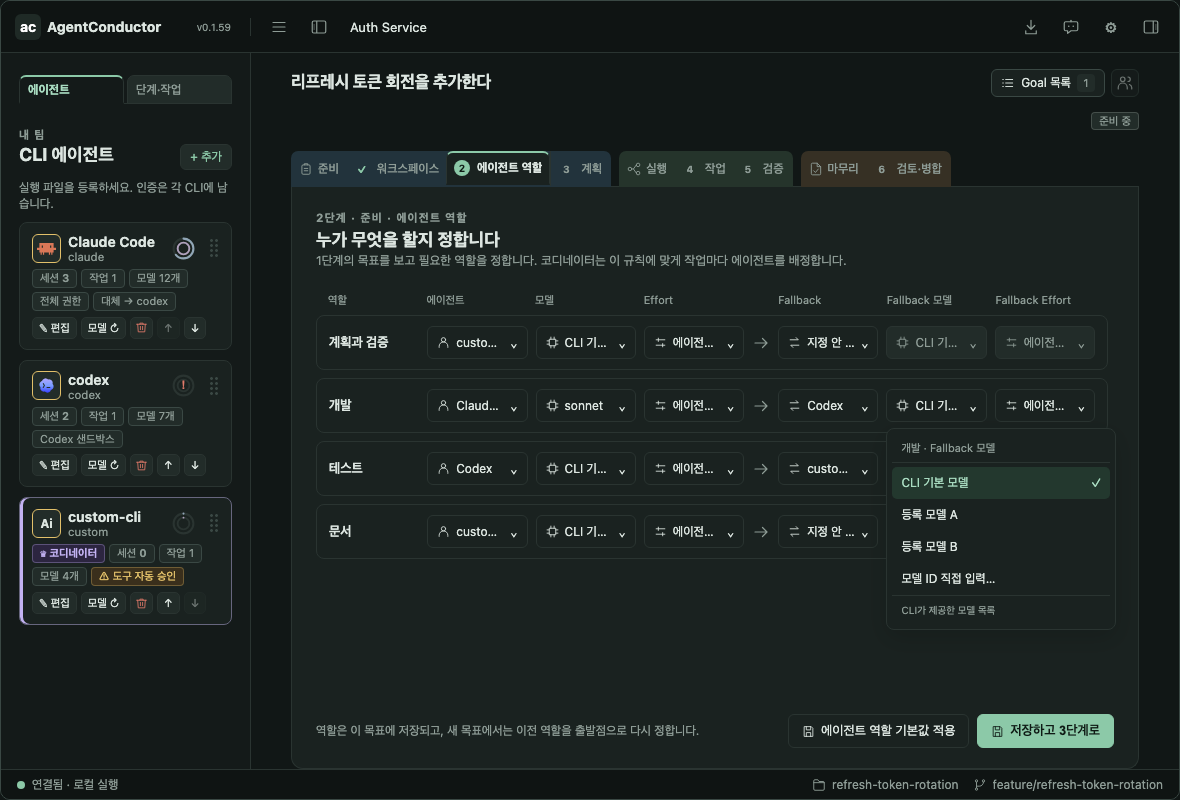 ac AgentConductor v0.1.59 Auth Service
에이전트 단계·작업
내 팀
CLI 에이전트 + 추가
실행 파일을 등록하세요. 인증은 각 CLI에 남
습니다.
Claude Code
claude
세션 3 작업 1 모델 12개
전체 권한 대체 → codex
편집 모델
codex
codex
세션 2 작업 1 모델 7개
Codex 샌드박스
편집 모델
Ai custom-cli
custom
코디네이터 세션 0 작업 1
모델 4개 도구 자동 승인
편집 모델
리프레시 토큰 회전을 추가한다
Goal 목록 1
준비 중
준비 ✓ 워크스페이스 2 에이전트 역할 3 계획 실행 4 작업 5 검증 마무리 6 검토·병합
2단계 · 준비 · 에이전트 역할
누가 무엇을 할지 정합니다
1단계의 목표를 보고 필요한 역할을 정합니다. 코디네이터는 이 규칙에 맞게 작업마다 에이전트를 배정합니다.
역할 에이전트 모델 Effort Fallback Fallback 모델 Fallback Effort
계획과 검증 custo... CLI 기... 에이전... → 지정 안 ... CLI 기... 에이전...
개발 Claud... sonnet 에이전... → Codex CLI 기... 에이전...
테스트 Codex CLI 기... 에이전... → custo...
문서 custo... CLI 기... 에이전... → 지정 안 ...
개발 · Fallback 모델
CLI 기본 모델 ✓
등록 모델 A
등록 모델 B
모델 ID 직접 입력...
CLI가 제공한 모델 목록
역할은 이 목표에 저장되고, 새 목표에서는 이전 역할을 출발점으로 다시 정합니다.
에이전트 역할 기본값 적용 저장하고 3단계로
연결됨 · 로컬 실행 refresh-token-rotation feature/refresh-token-rotation